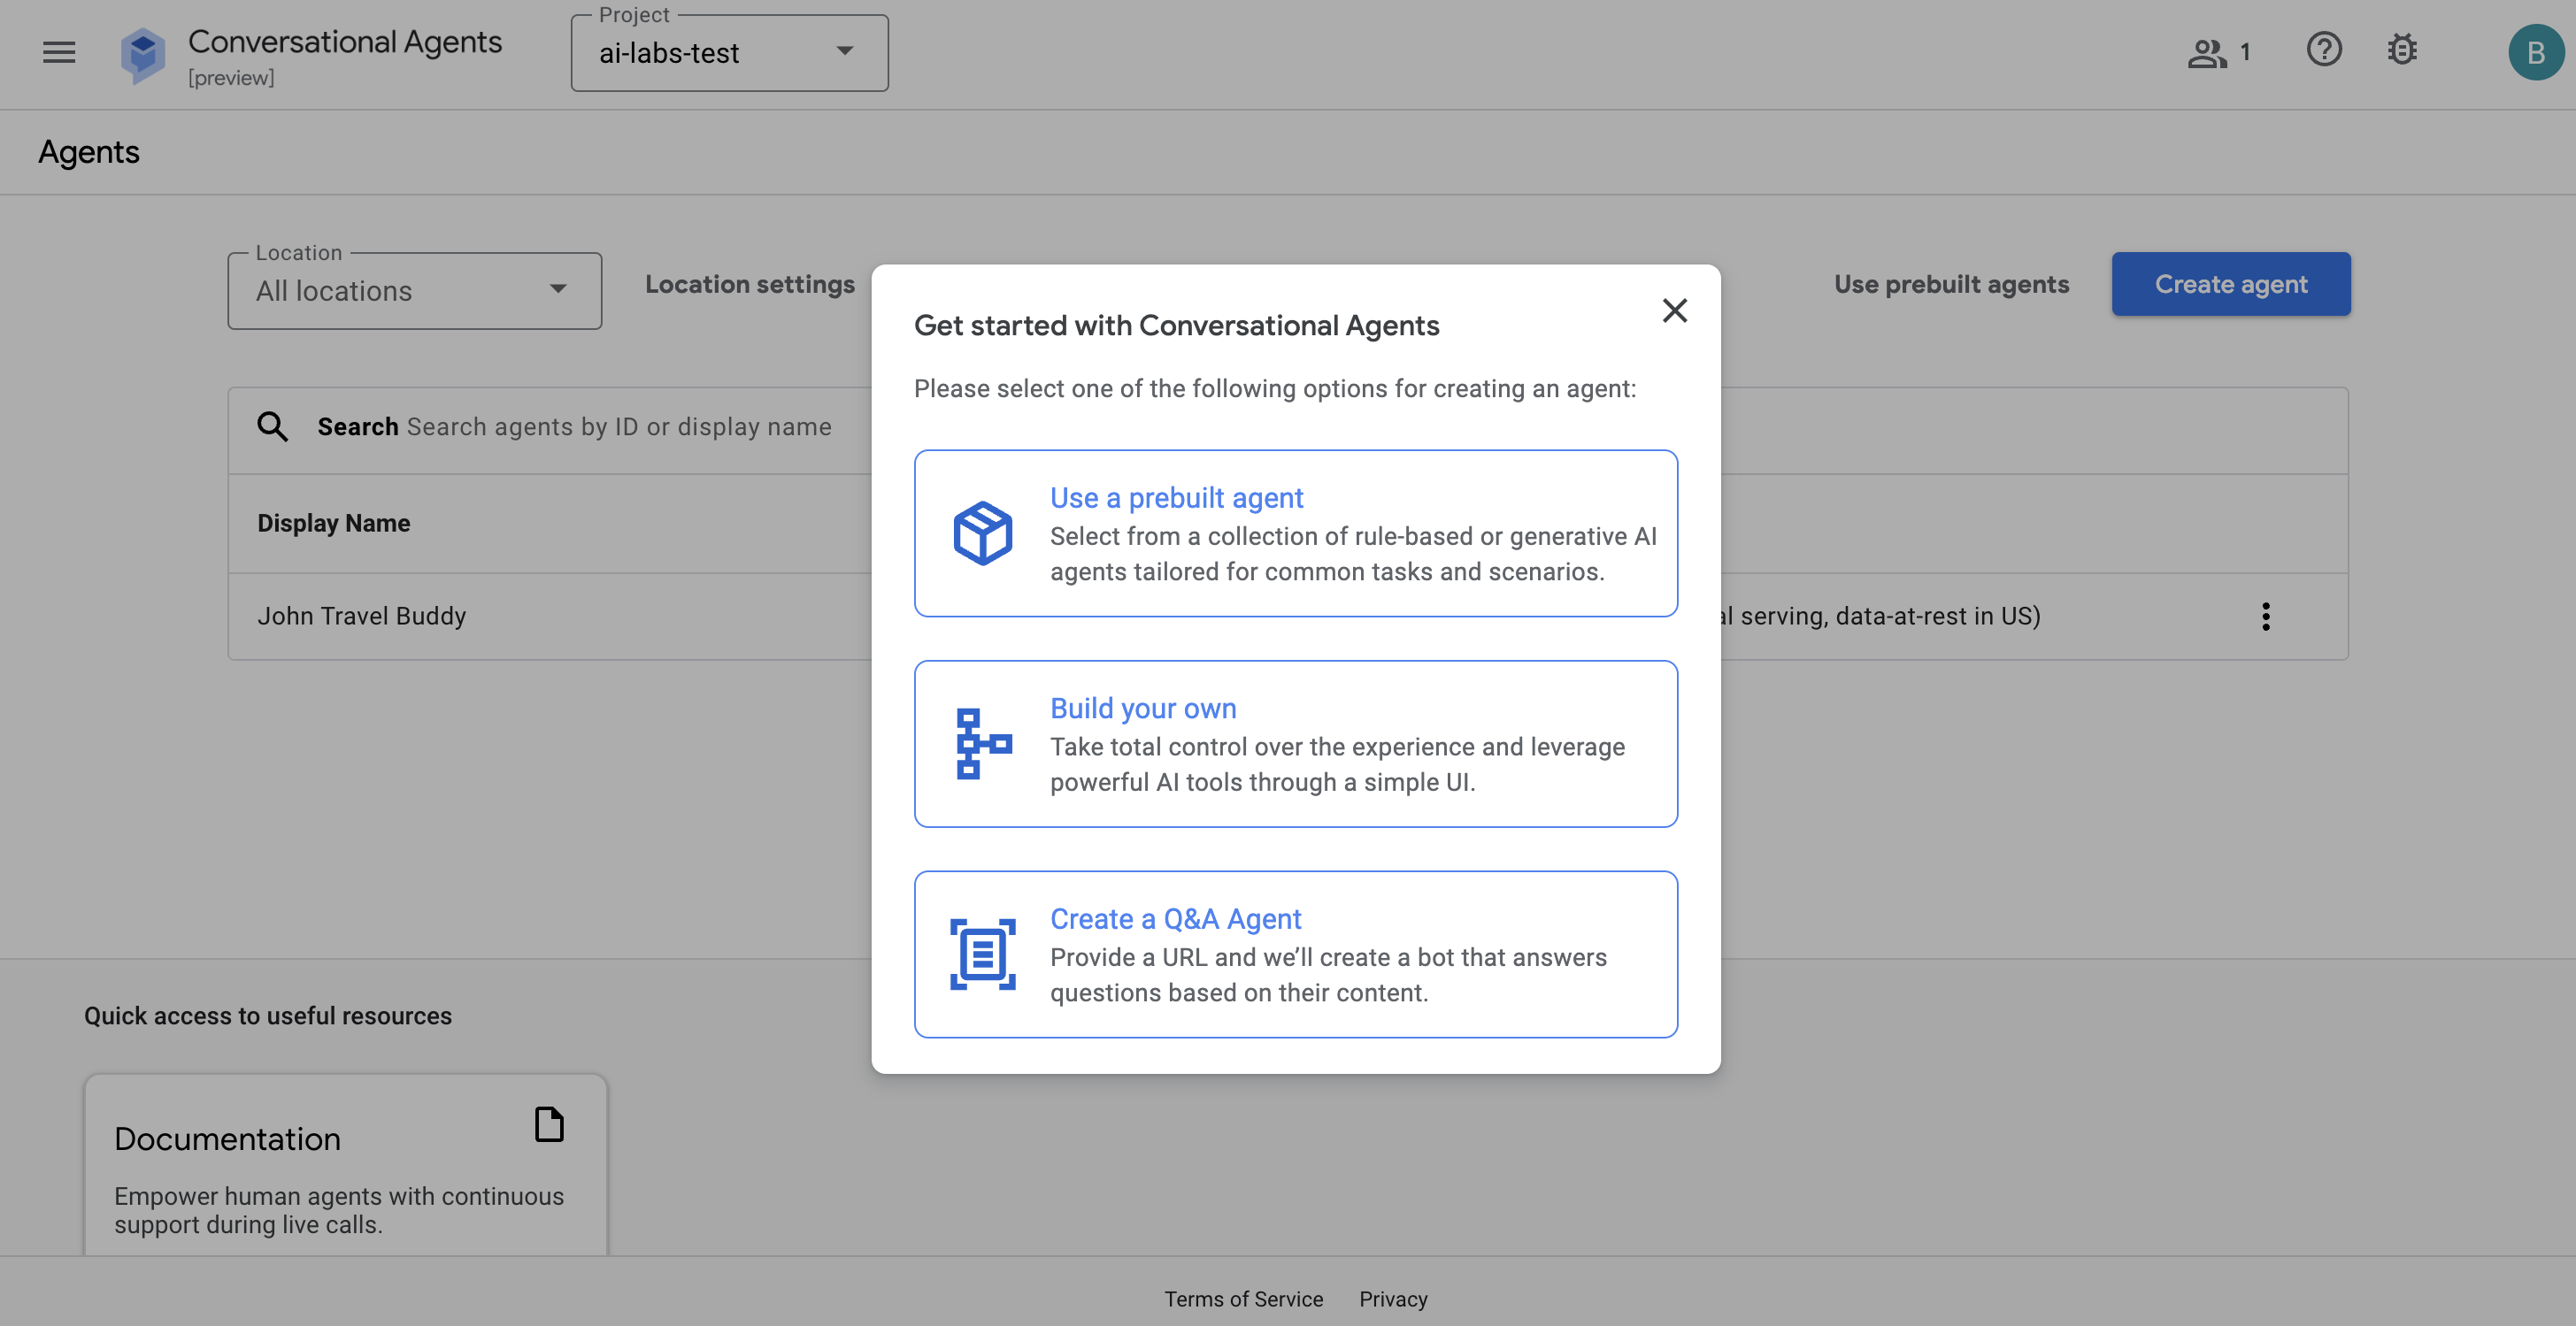 Conversational Agents
[preview]
Project
ai-labs-test
1
B
Agents
Location
All locations
Location settings
Use prebuilt agents
Create agent
Search Search agents by ID or display name
Display Name
John Travel Buddy
serving, data-at-rest in US)
Get started with Conversational Agents
Please select one of the following options for creating an agent:
Use a prebuilt agent
Select from a collection of rule-based or generative AI
agents tailored for common tasks and scenarios.
Build your own
Take total control over the experience and leverage
powerful AI tools through a simple UI.
Create a Q&A Agent
Provide a URL and we’ll create a bot that answers
questions based on their content.
Quick access to useful resources
Documentation
Empower human agents with continuous
support during live calls.
Terms of Service Privacy